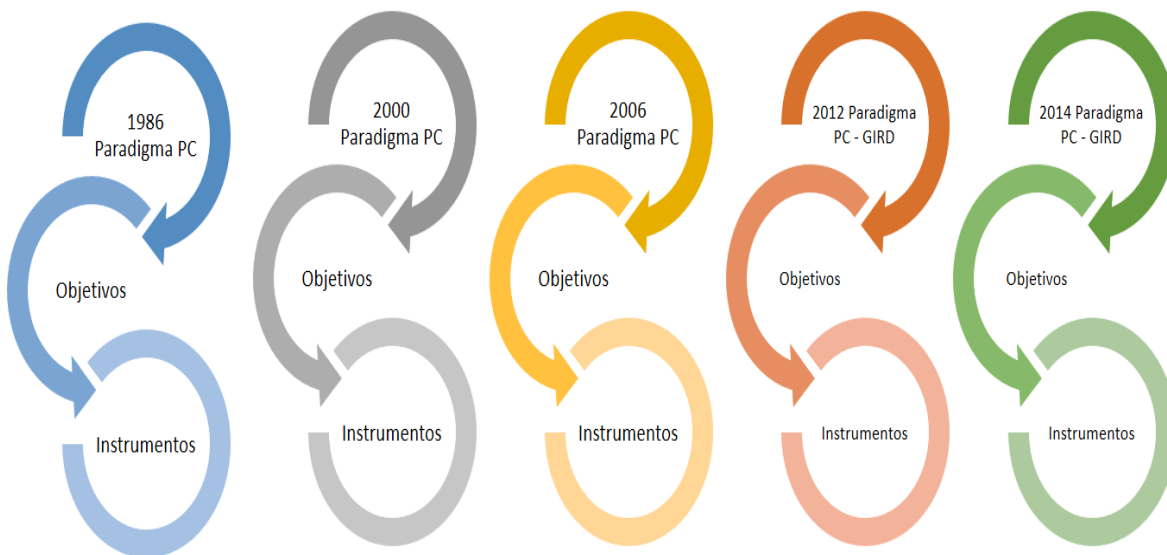 1986
Paradigma PC
Objetivos
Instrumentos
2000
Paradigma PC
Objetivos
Instrumentos
2006
Paradigma PC
Objetivos
Instrumentos
2012 Paradigma
PC - GIRD
Objetivos
Instrumentos
2014 Paradigma
PC - GIRD
Objetivos
Instrumentos